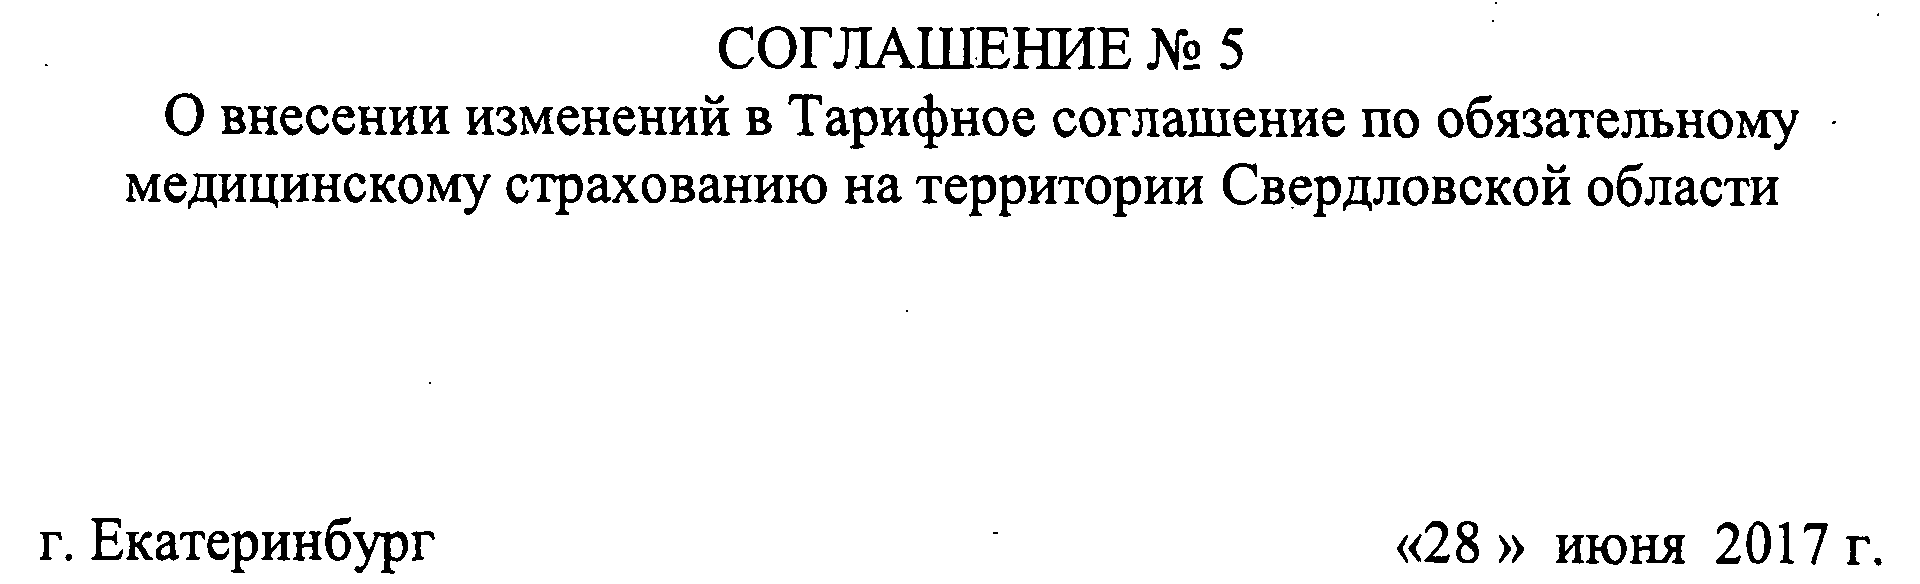 СОГЛАШЕНИЕ № 5
О внесении изменений в Тарифное соглашение по обязательному
медицинскому страхованию на территории Свердловской области
г. Екатеринбург «28 » июня 2017 г.